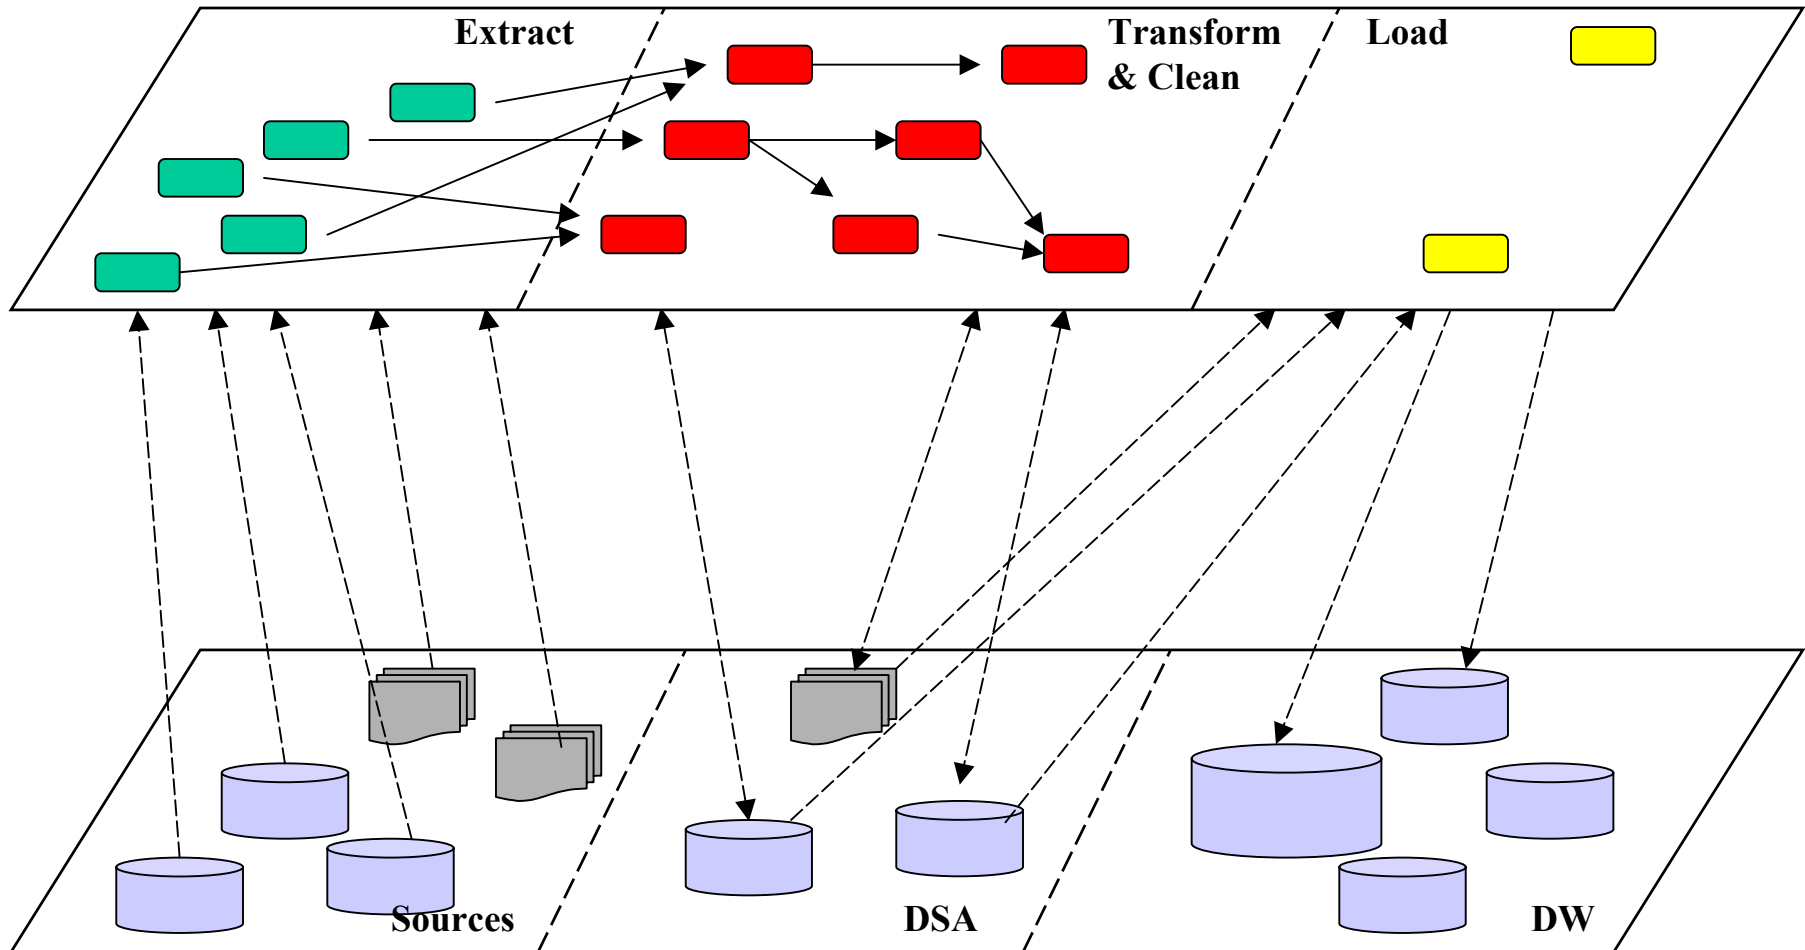 Extract
Transform
& Clean
Load
Sources
DSA
DW